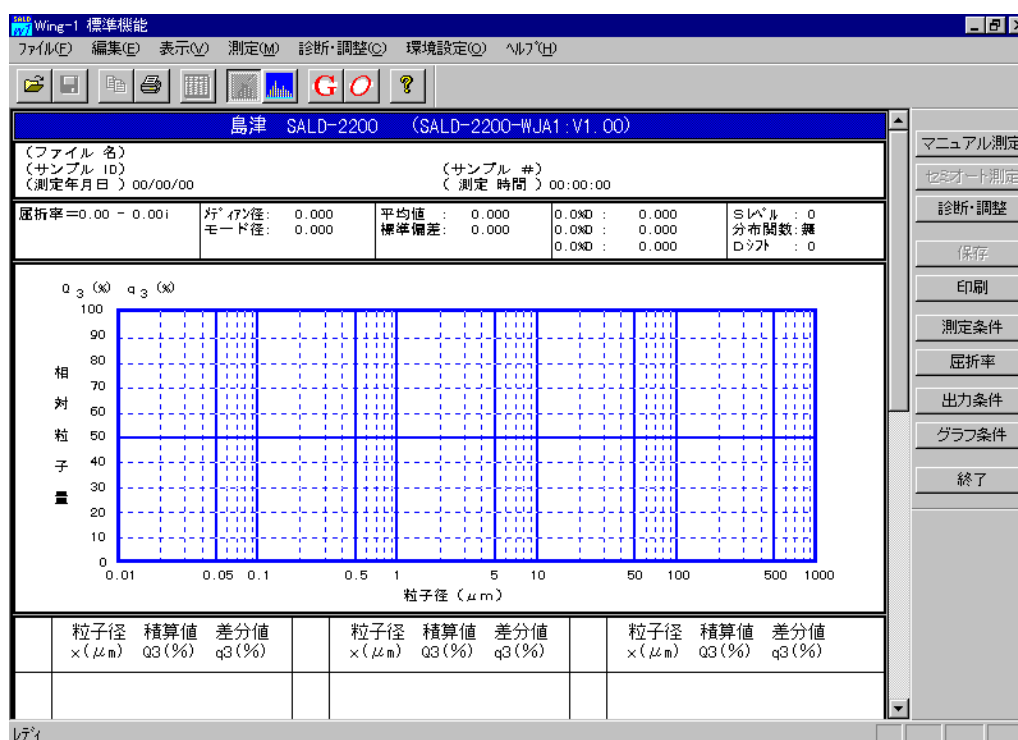 Wing-1 標準機能
ﾌｧｲﾙ(F) 編集(E) 表示(V) 測定(M) 診断･調整(C) 環境設定(O) ﾍﾙﾌﾟ(H)
島津 SALD-2200 (SALD-2200-WJA1:V1.00)
(ファイル 名)
(サンプル ID) (サンプル #)
(測定年月日 ) 00/00/00 ( 測定 時間 ) 00:00:00
屈折率=0.00 - 0.00i ﾒﾃﾞｨｱﾝ径: 0.000 平均値 : 0.000 0.0%D : 0.000 Sﾚﾍﾞﾙ : 0
モード径: 0.000 標準偏差: 0.000 0.0%D : 0.000 分布関数:無
0.0%D : 0.000 Dｼﾌﾄ : 0
Q 3 (%) q 3 (%)
100
90
80
70
60
50
40
30
20
10
0
相対粒子量
0.01 0.05 0.1 0.5 1 5 10 50 100 500 1000
粒子径 (μm)
粒子径 積算値 差分値 粒子径 積算値 差分値 粒子径 積算値 差分値
x(μm) Q3(%) q3(%) x(μm) Q3(%) q3(%) x(μm) Q3(%) q3(%)
マニュアル測定
セミオート測定
診断･調整
保存
印刷
測定条件
屈折率
出力条件
グラフ条件
終了
ﾚﾃﾞｨ